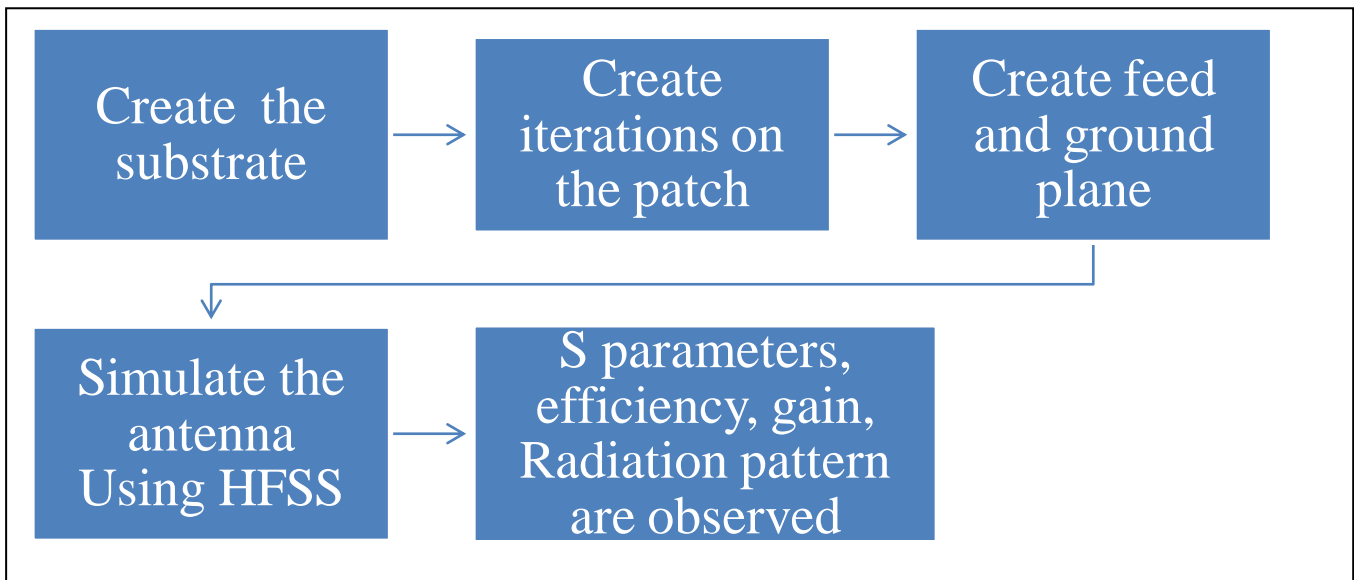 Create  the
substrate
Create
iterations on
the patch
Create feed
and ground
plane
Simulate the
antenna
Using HFSS
S parameters,
efficiency, gain,
Radiation pattern
are observed